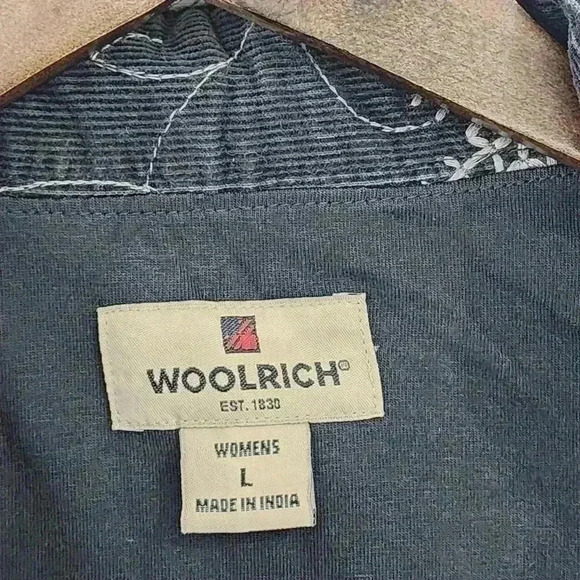 WOOLRICH®
EST. 1830
WOMENS
L
MADE IN INDIA